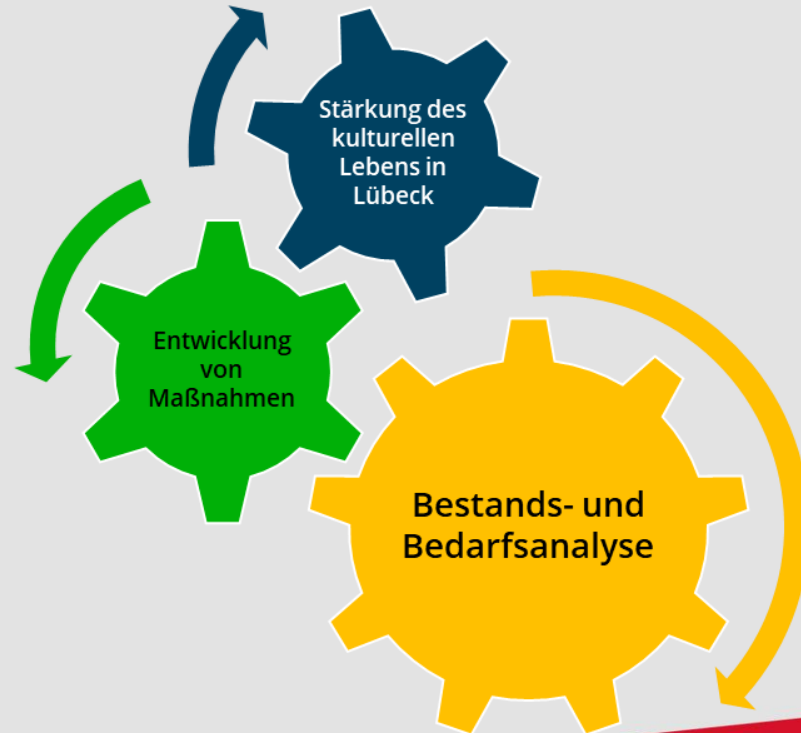 Stärkung des
kulturellen
Lebens in
Lübeck
Entwicklung
von
Maßnahmen
Bestands- und
Bedarfsanalyse